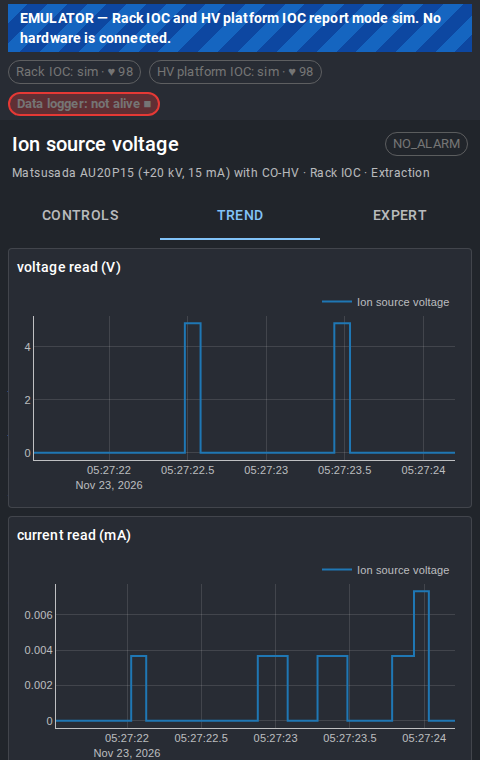 EMULATOR — Rack IOC and HV platform IOC report mode sim. No
hardware is connected.
Rack IOC: sim · ♥ 98
HV platform IOC: sim · ♥ 98
Data logger: not alive ■
Ion source voltage
NO_ALARM
Matsusada AU20P15 (+20 kV, 15 mA) with CO-HV · Rack IOC · Extraction
CONTROLS
TREND
EXPERT
voltage read (V)
Ion source voltage
4
2
0
05:27:22
05:27:22.5
05:27:23
05:27:23.5
05:27:24
Nov 23, 2026
current read (mA)
Ion source voltage
0.006
0.004
0.002
0
05:27:22
05:27:22.5
05:27:23
05:27:23.5
05:27:24
Nov 23, 2026